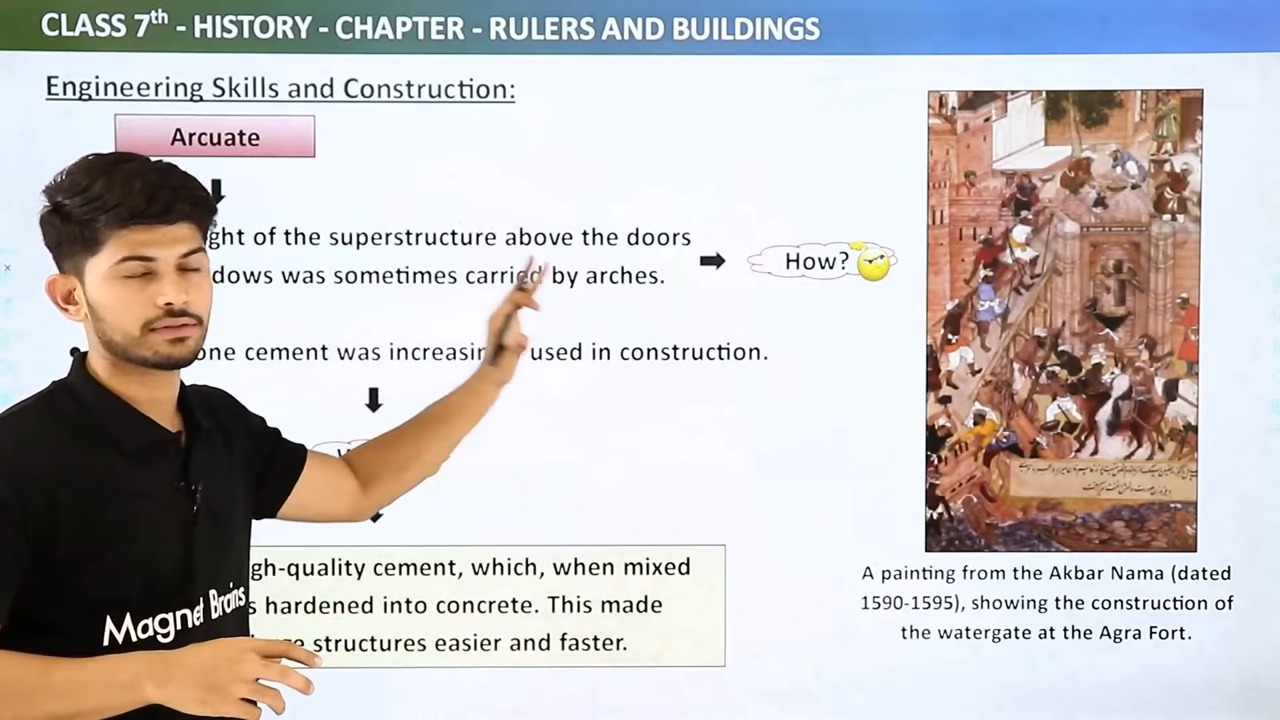 CLASS 7th - HISTORY - CHAPTER - RULERS AND BUILDINGS
Engineering Skills and Construction:
Arcuate
ght of the superstructure above the doors
dows was sometimes carried by arches.
How?
one cement was increasin used in construction.
gh-quality cement, which, when mixed
s hardened into concrete. This made
structures easier and faster.
Magnet Brains
A painting from the Akbar Nama (dated
1590-1595), showing the construction of
the watergate at the Agra Fort.